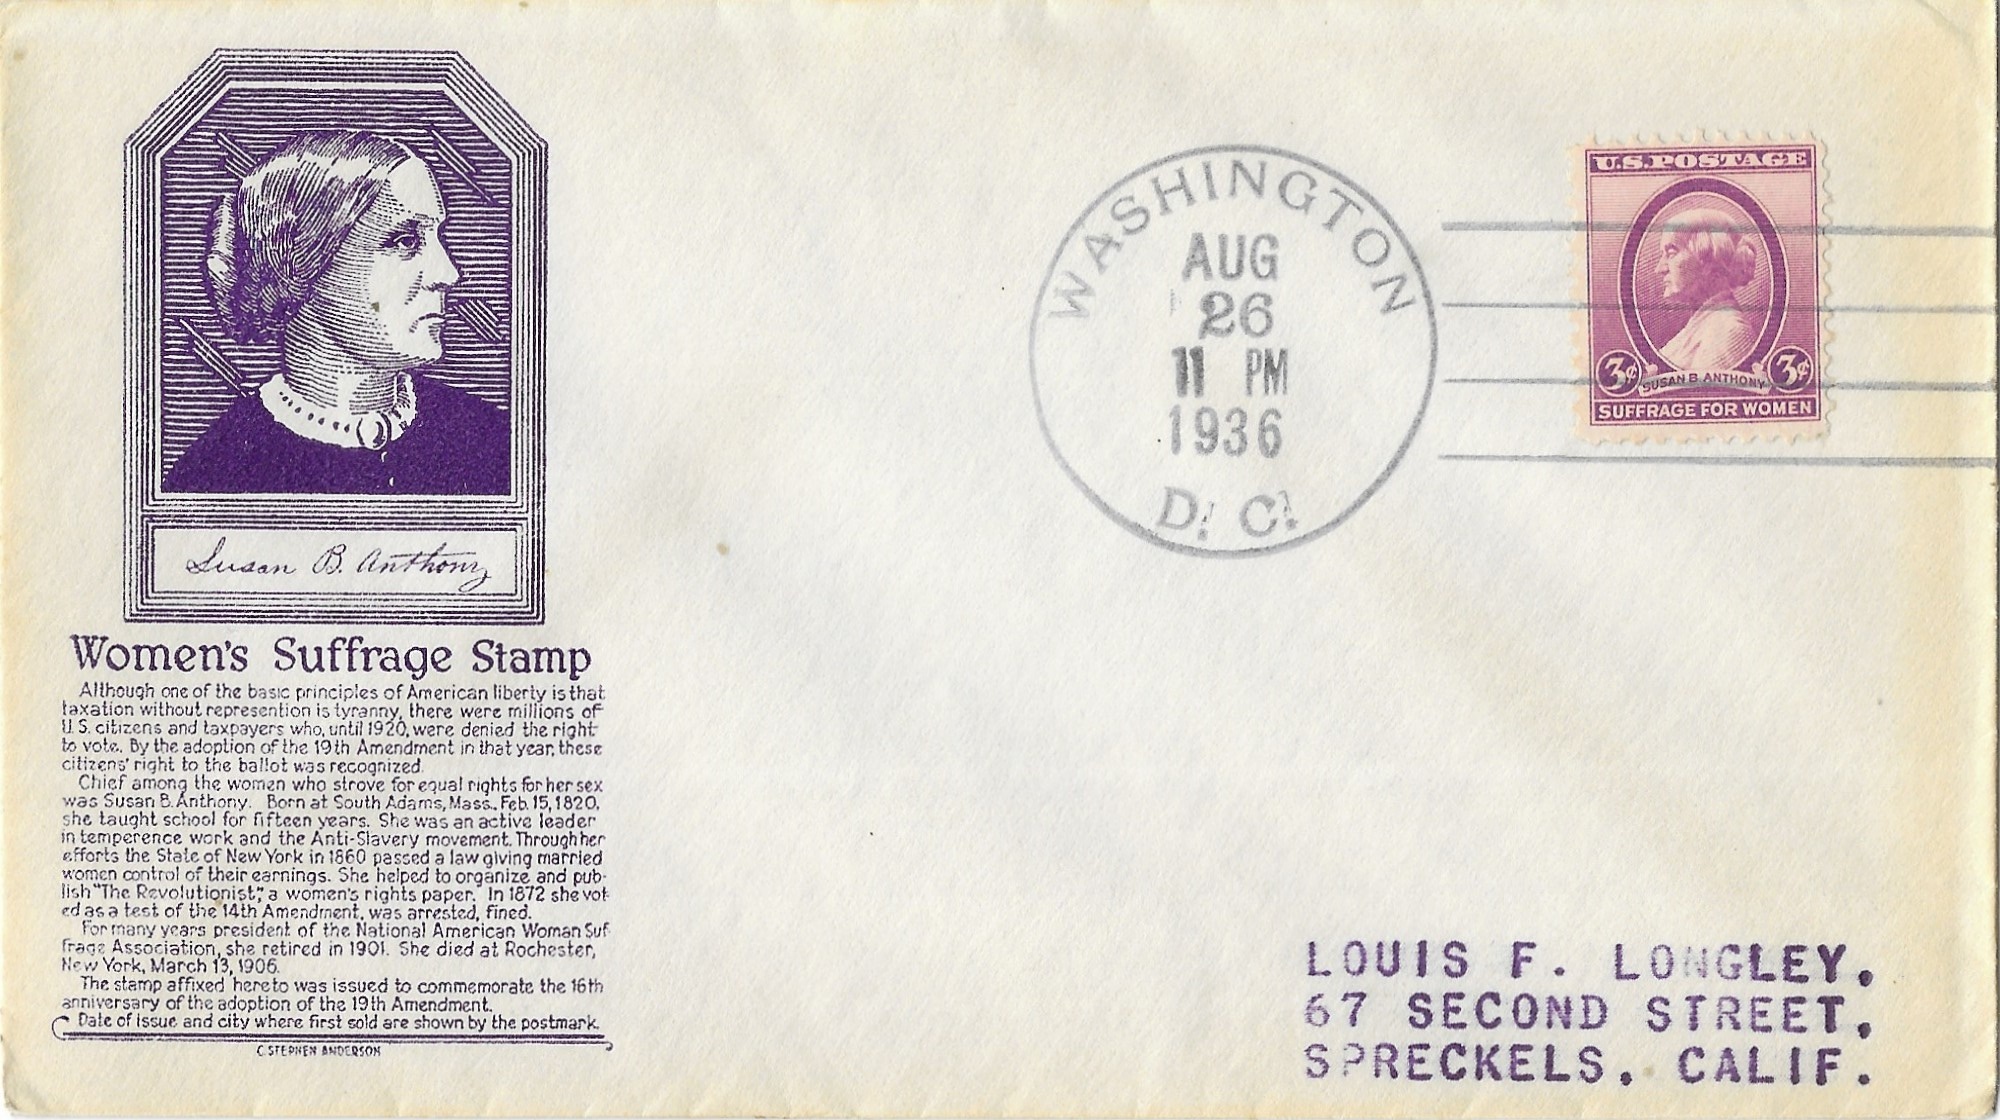 Susan B. Anthony
Women's Suffrage Stamp
Although one of the basic principles of American liberty is that
taxation without represention is tyranny, there were millions of
U.S. citizens and taxpayers who, until 1920, were denied the right
to vote. By the adoption of the 19th Amendment in that year, these
citizens' right to the ballot was recognized.
Chief among the women who strove for equal rights for her sex
was Susan B. Anthony. Born at South Adams, Mass., Feb. 15, 1820,
she taught school for fifteen years. She was an active leader
in temperence work and the Anti-Slavery movement. Through her
efforts the State of New York in 1860 passed a law giving married
women control of their earnings. She helped to organize and pub-
lish "The Revolutionist," a women's rights paper. In 1872 she vot-
ed as a test of the 14th Amendment, was arrested, fined.
For many years president of the National American Woman Suf-
frage Association, she retired in 1901. She died at Rochester,
New York, March 13, 1906.
The stamp affixed hereto was issued to commemorate the 16th
anniversary of the adoption of the 19th Amendment.
Date of issue and city where first sold are shown by the postmark.
C. STEPHEN ANDERSON
WASHINGTON
AUG
26
11 PM
1936
D. C.
U.S. POSTAGE
3¢ SUSAN B. ANTHONY 3¢
SUFFRAGE FOR WOMEN
LOUIS F. LONGLEY,
67 SECOND STREET,
SPRECKELS, CALIF.